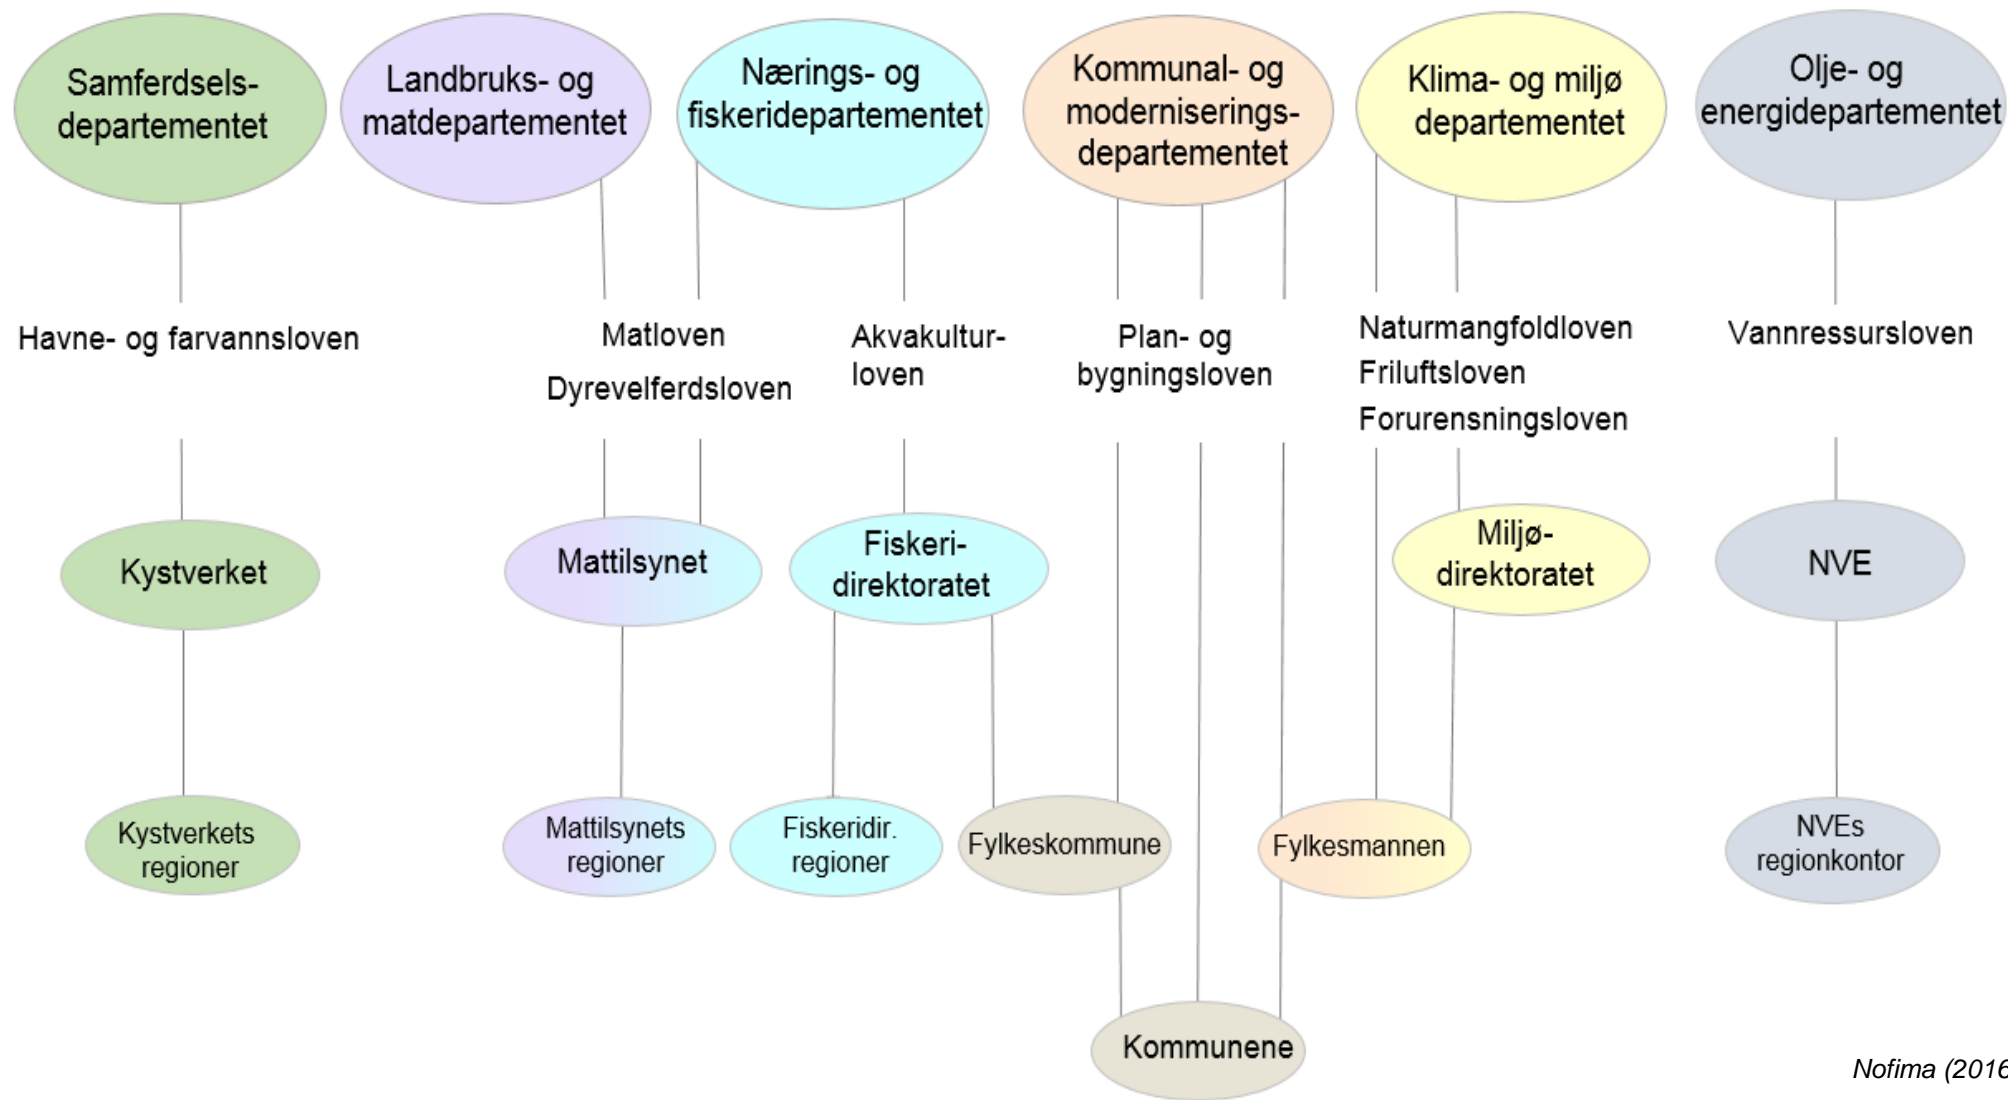 Samferdsels-
departementet
Landbruks- og
matdepartementet
Nærings- og
fiskeridepartementet
Kommunal- og
moderniserings-
departementet
Klima- og miljø
departementet
Olje- og
energidepartementet
Havne- og farvannsloven
Matloven
Dyrevelferdsloven
Akvakultur-
loven
Plan- og
bygningsloven
Naturmangfoldloven
Friluftsloven
Forurensningsloven
Vannressursloven
Kystverket
Mattilsynet
Fiskeri-
direktoratet
Miljø-
direktoratet
NVE
Kystverkets
regioner
Mattilsynets
regioner
Fiskeridir.
regioner
Fylkeskommune
Fylkesmannen
NVEs
regionkontor
Kommunene
Nofima (2016